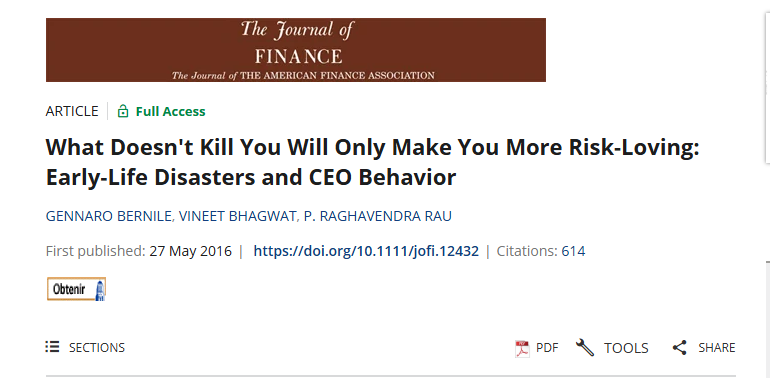 The Journal of
FINANCE
The Journal of THE AMERICAN FINANCE ASSOCIATION
ARTICLE Full Access
What Doesn't Kill You Will Only Make You More Risk-Loving:
Early-Life Disasters and CEO Behavior
GENNARO BERNILE, VINEET BHAGWAT, P. RAGHAVENDRA RAU
First published: 27 May 2016 | https://doi.org/10.1111/jofi.12432 | Citations: 614
Obtenir
SECTIONS PDF TOOLS SHARE